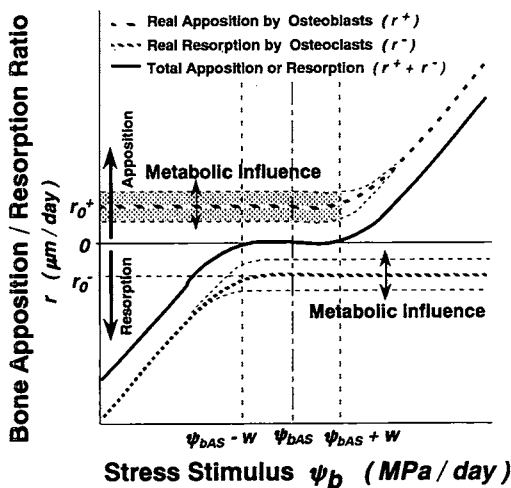 Real Apposition by Osteoblasts (r⁺)
Real Resorption by Osteoclasts (r⁻)
Total Apposition or Resorption (r⁺ + r⁻)
Bone Apposition / Resorption Ratio
r (μm / day)
Apposition
Metabolic Influence
r₀⁺
0
r₀⁻
Resorption
Metabolic Influence
ψbAS - w ψbAS ψbAS + w
Stress Stimulus ψb (MPa / day)